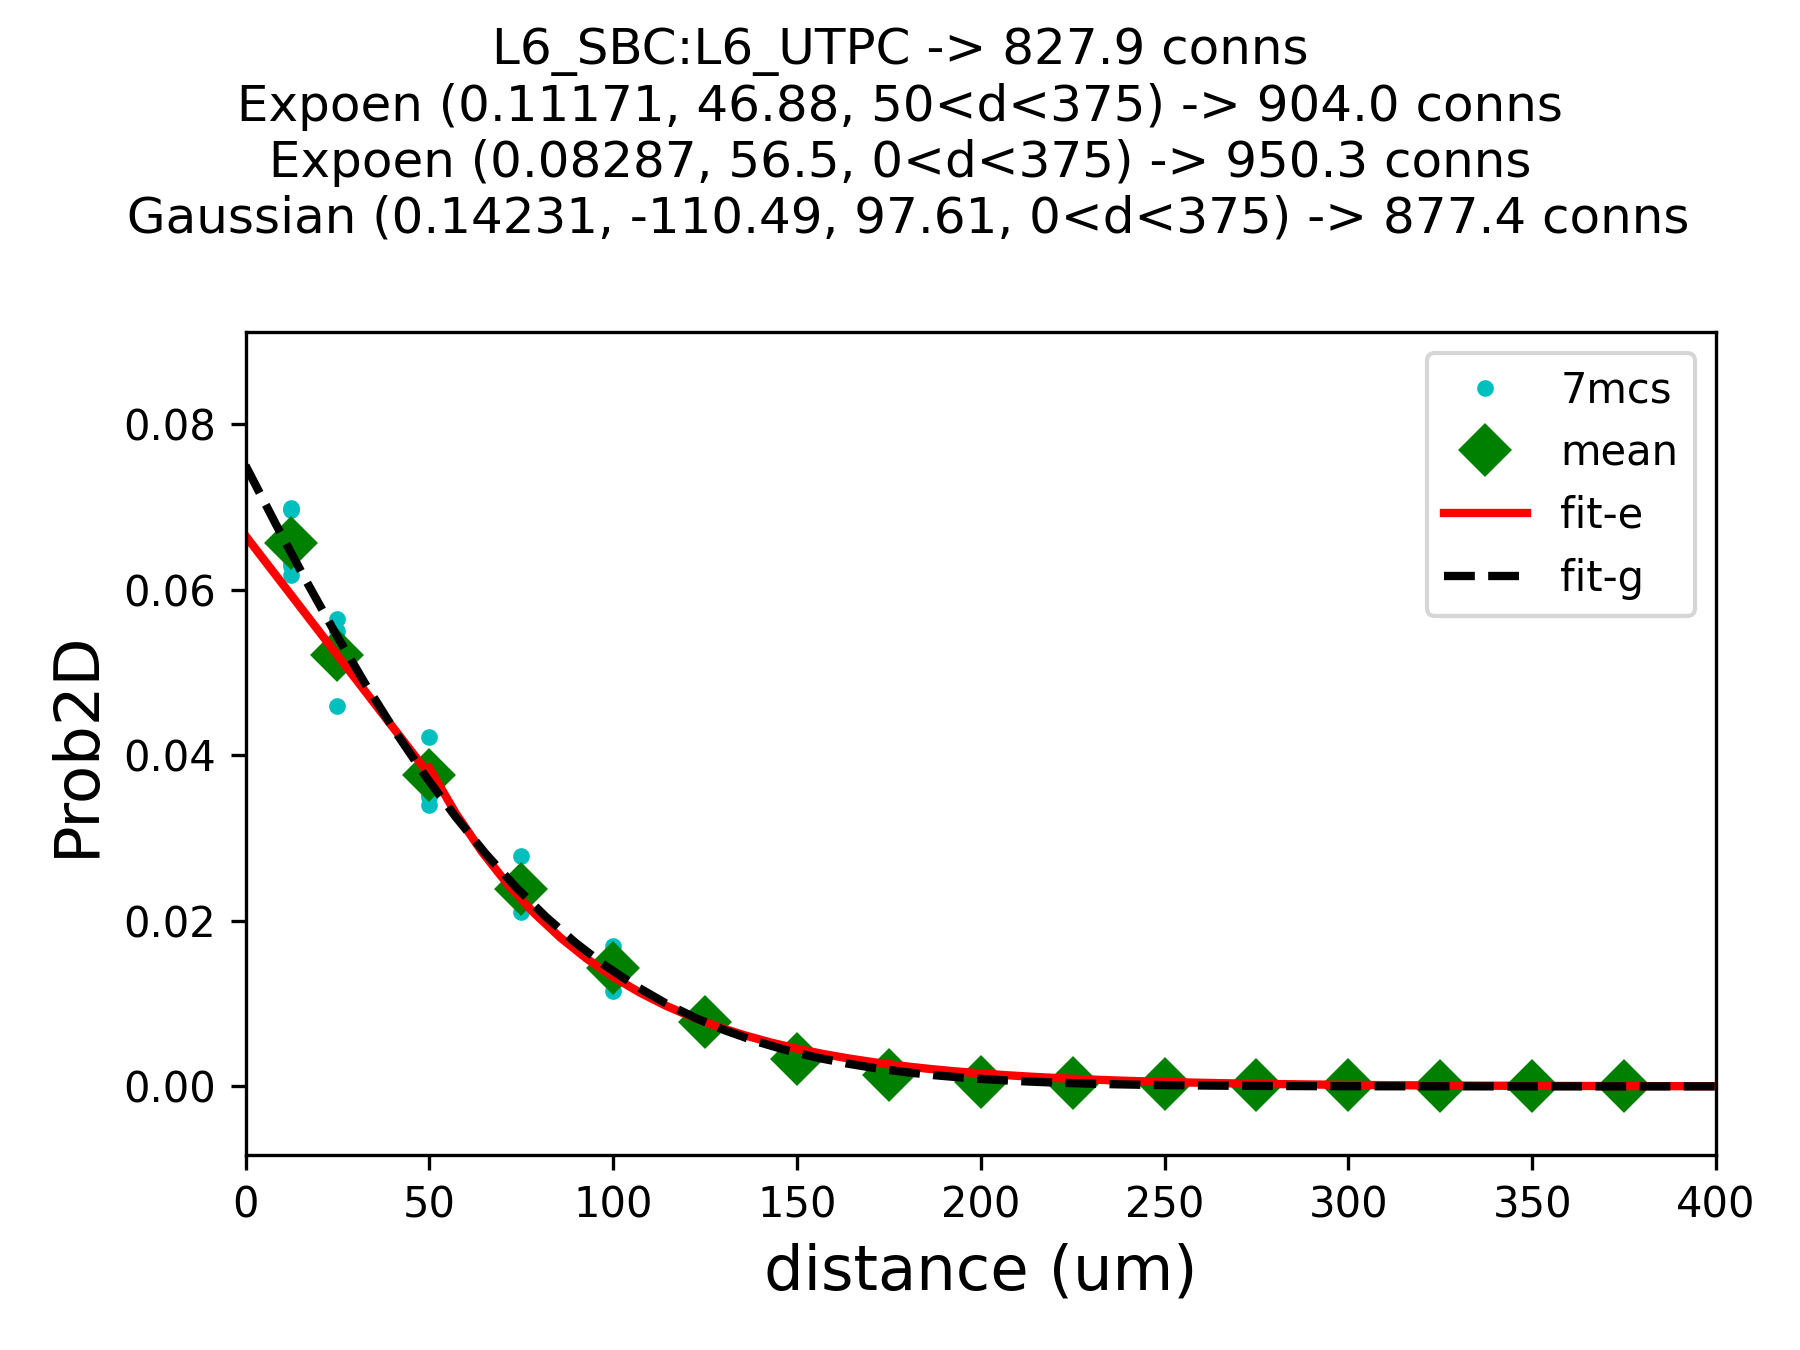 L6_SBC:L6_UTPC -> 827.9 conns
Expoen (0.11171, 46.88, 50<d<375) -> 904.0 conns
Expoen (0.08287, 56.5, 0<d<375) -> 950.3 conns
Gaussian (0.14231, -110.49, 97.61, 0<d<375) -> 877.4 conns
7mcs
mean
fit-e
fit-g
0.08
0.06
0.04
0.02
0.00
Prob2D
0 50 100 150 200 250 300 350 400
distance (um)